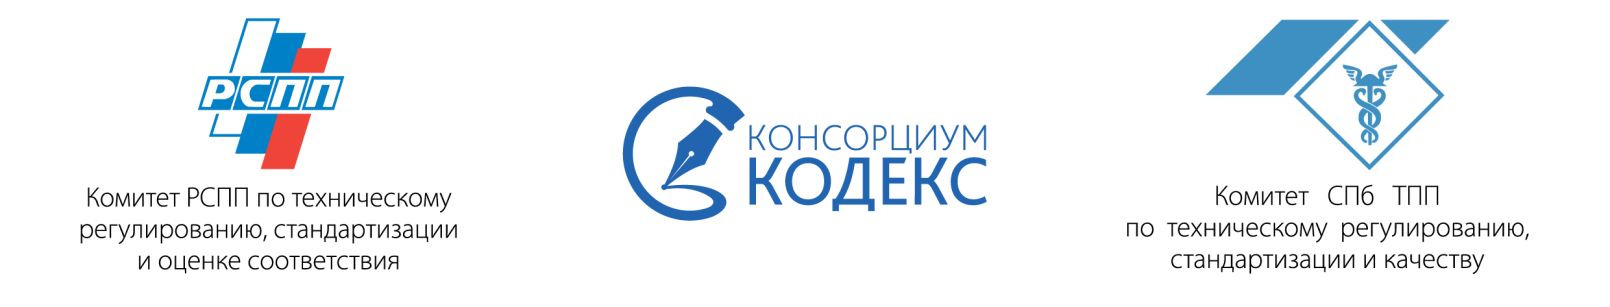 РСПП
Комитет РСПП по техническому
регулированию, стандартизации
и оценке соответствия
КОНСОРЦИУМ
КОДЕКС
Комитет СПб ТПП
по техническому регулированию,
стандартизации и качеству